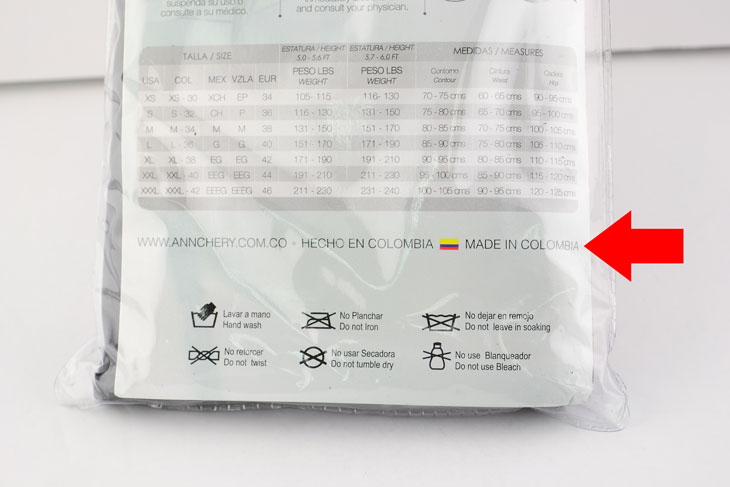 suspenda su uso o
consulte a su médico.
and consult your physician.
TALLA / SIZE
ESTATURA / HEIGHT
5.0 - 5.6 FT
ESTATURA / HEIGHT
5.7 - 6.0 FT
MEDIDAS / MEASURES
USA COL MEX VZLA EUR
PESO LBS
WEIGHT
PESO LBS
WEIGHT
Contorno
Contour
Cintura
Waist
Cadera
Hip
XS XS - 30 XCH EP 34 105- 115 116 - 130 70 - 75 cms 60 - 65 cms 90 - 95 cms
S S - 32 CH P 36 116 - 130 131 - 150 75 - 80 cms 65 - 70 cms 95 - 100 cms
M M - 34 M M 38 131 - 150 151 - 170 80 - 85 cms 70 - 75 cms 100 - 105 cms
L L - 36 G G 40 151 - 170 171 - 190 85 - 90 cms 75 - 80 cms 105 - 110 cms
XL XL - 38 EG EG 42 171 - 190 191 - 210 90 - 95 cms 80 - 85 cms 110 - 115 cms
XXL XXL - 40 EEG EEG 44 191 - 210 211 - 230 95 - 100 cms 85 - 90 cms 115 - 120 cms
XXXL XXXL - 42 EEEG EEEG 46 211 - 230 231 - 240 100 - 105 cms 90 - 95 cms 120 - 125 cms
WWW.ANNCHERY.COM.CO • HECHO EN COLOMBIA MADE IN COLOMBIA
Lavar a mano
Hand wash
No Planchar
Do not Iron
No dejar en remojo
Do not leave in soaking
No retorcer
Do not twist
No usar Secadora
Do not tumble dry
No use Blanqueador
Do not use Bleach